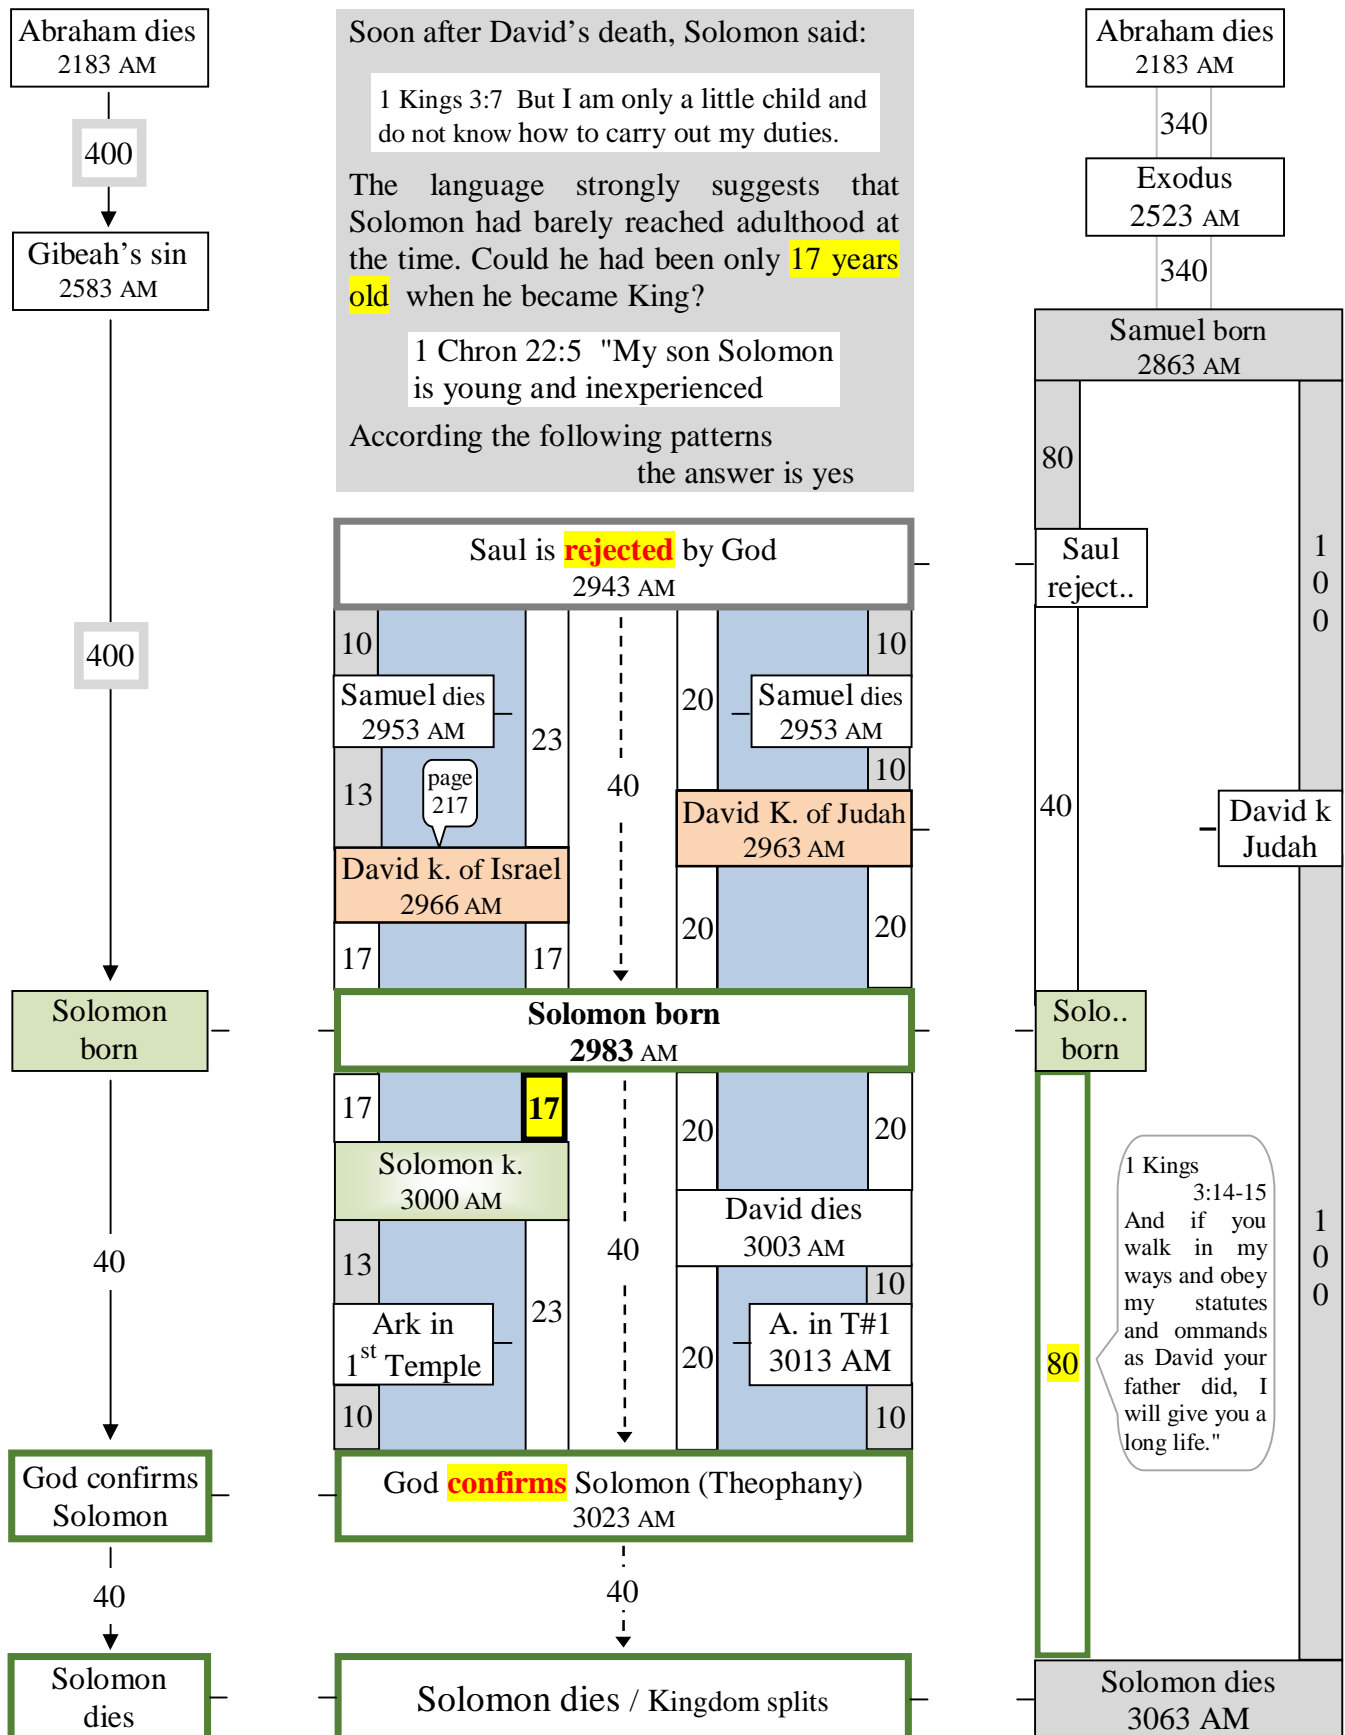 Abraham dies
2183 AM
400
Gibeah’s sin
2583 AM
400
Solomon
born
40
God confirms
Solomon
40
Solomon
dies
Soon after David’s death, Solomon said:
1 Kings 3:7 But I am only a little child and
do not know how to carry out my duties.
The language strongly suggests that
Solomon had barely reached adulthood at
the time. Could he had been only 17 years
old when he became King?
1 Chron 22:5 "My son Solomon
is young and inexperienced
According the following patterns
the answer is yes
Saul is rejected by God
2943 AM
10
10
Samuel dies
2953 AM
20
Samuel dies
2953 AM
23
13
page
217
40
10
David K. of Judah
2963 AM
David k. of Israel
2966 AM
20
20
17
17
Solomon born
2983 AM
17
17
20
20
Solomon k.
3000 AM
David dies
3003 AM
13
40
10
23
Ark in
1st Temple
20
A. in T#1
3013 AM
10
10
God confirms Solomon (Theophany)
3023 AM
40
Solomon dies / Kingdom splits
Abraham dies
2183 AM
340
Exodus
2523 AM
340
Samuel born
2863 AM
80
Saul
reject..
1
0
0
40
David k
Judah
Solo..
born
1 Kings
3:14-15
And if you
walk in my
ways and obey
my statutes
and ommands
as David your
father did, I
will give you a
long life."
80
1
0
0
Solomon dies
3063 AM